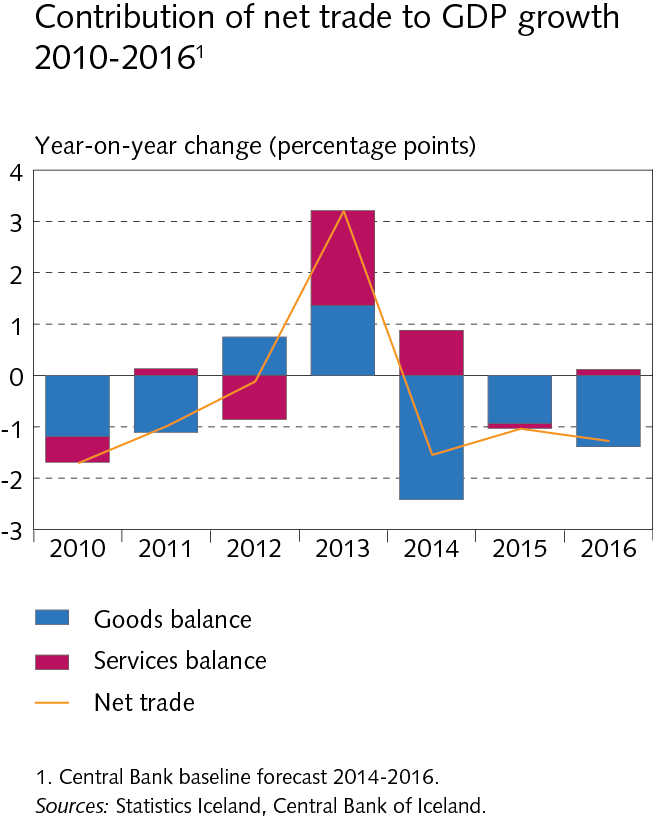 Contribution of net trade to GDP growth
2010-2016¹
Year-on-year change (percentage points)
4
3
2
1
0
-1
-2
-3
2010 2011 2012 2013 2014 2015 2016
Goods balance
Services balance
Net trade
1. Central Bank baseline forecast 2014-2016.
Sources: Statistics Iceland, Central Bank of Iceland.